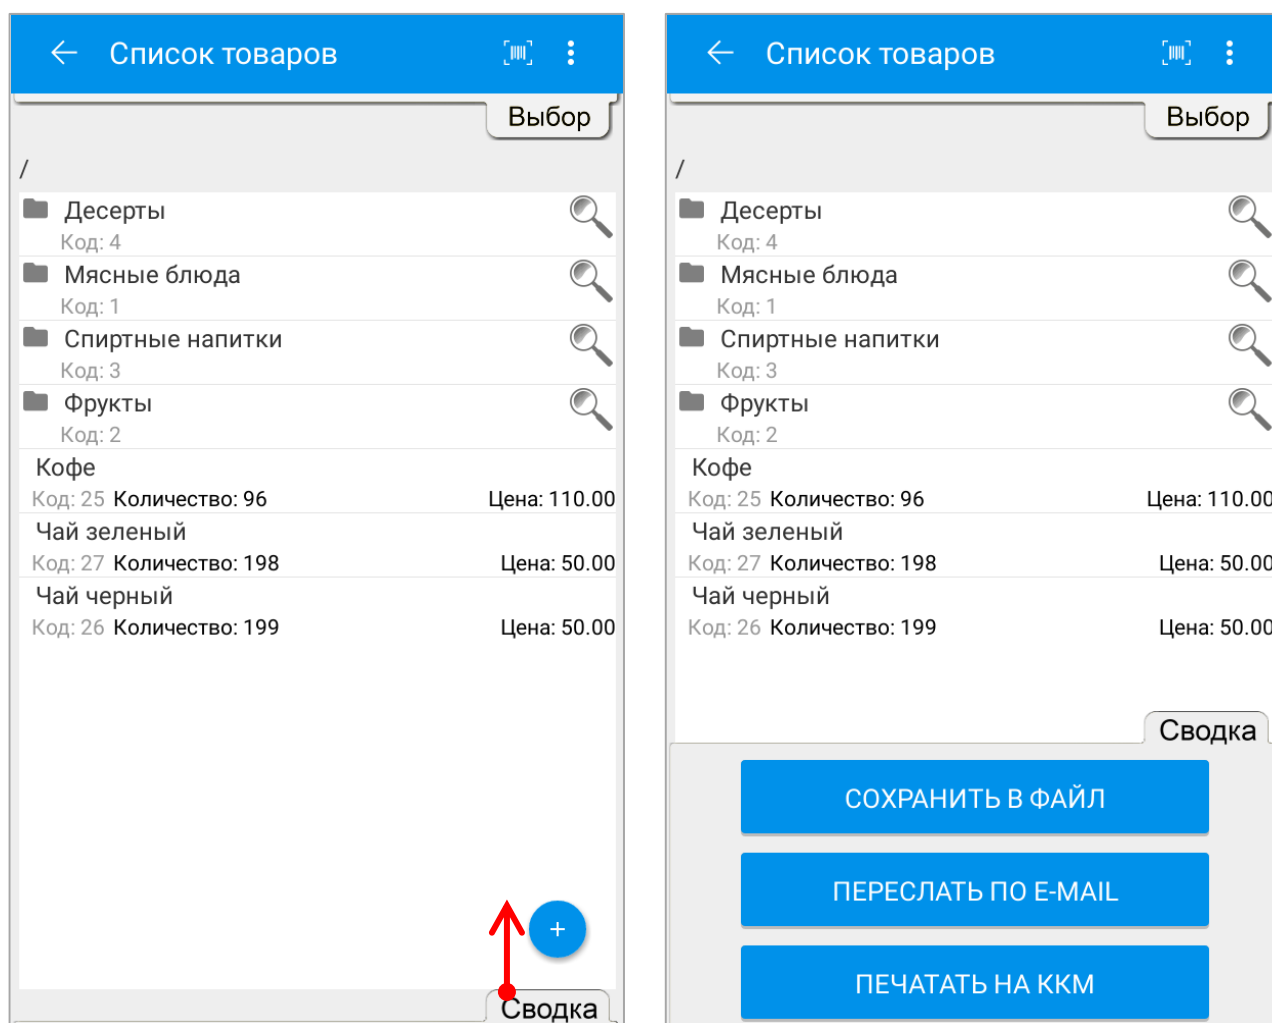 Список товаров
Выбор
/
Десерты
Код: 4
Мясные блюда
Код: 1
Спиртные напитки
Код: 3
Фрукты
Код: 2
Кофе
Код: 25 Количество: 96 Цена: 110.00
Чай зеленый
Код: 27 Количество: 198 Цена: 50.00
Чай черный
Код: 26 Количество: 199 Цена: 50.00
+
Сводка
Список товаров
Выбор
/
Десерты
Код: 4
Мясные блюда
Код: 1
Спиртные напитки
Код: 3
Фрукты
Код: 2
Кофе
Код: 25 Количество: 96 Цена: 110.00
Чай зеленый
Код: 27 Количество: 198 Цена: 50.00
Чай черный
Код: 26 Количество: 199 Цена: 50.00
Сводка
СОХРАНИТЬ В ФАЙЛ
ПЕРЕСЛАТЬ ПО E-MAIL
ПЕЧАТАТЬ НА ККМ